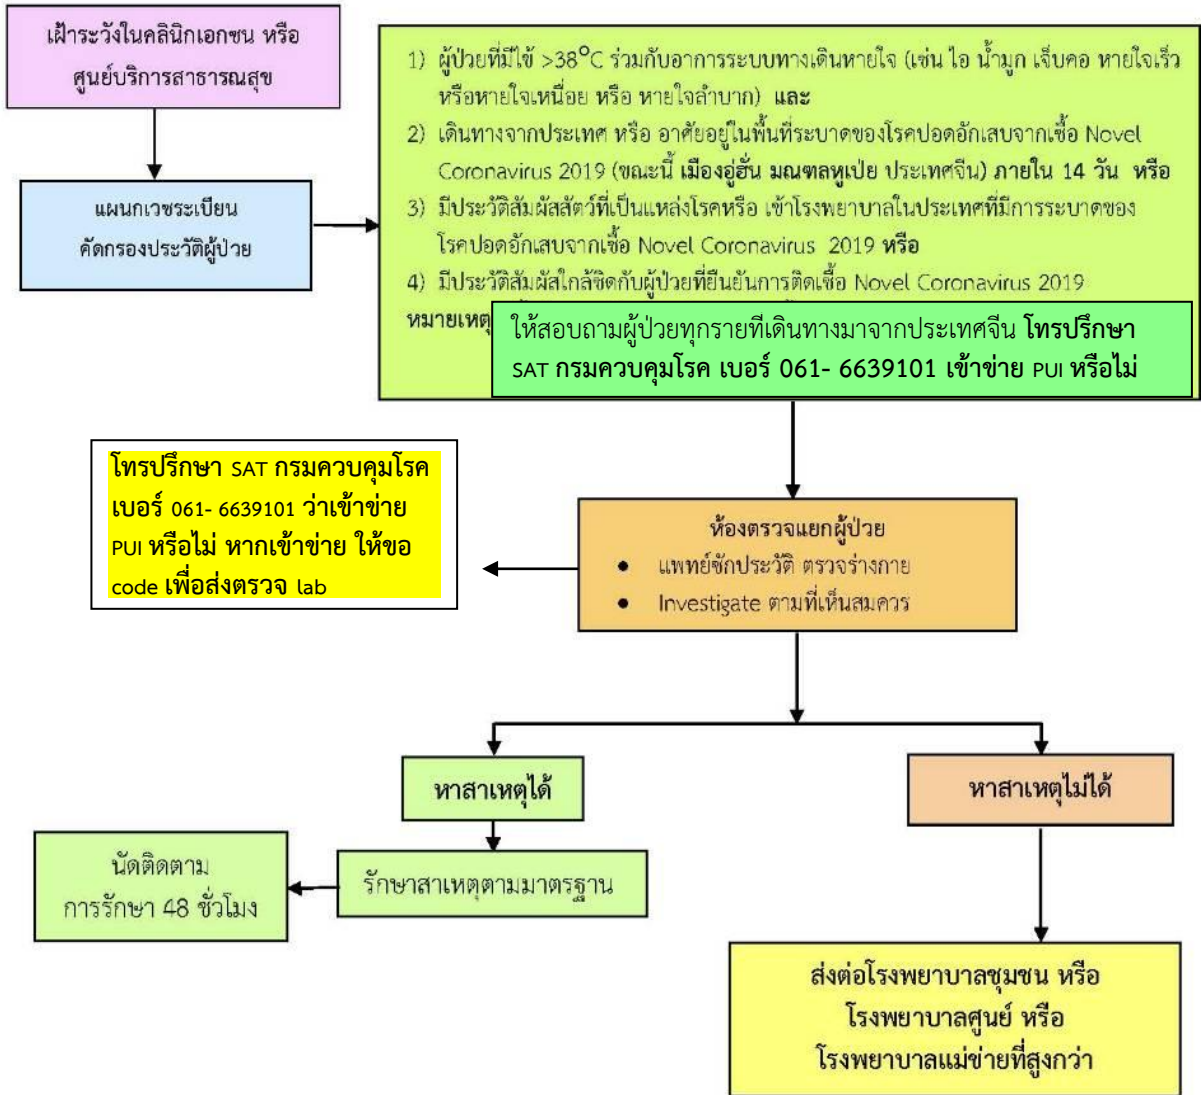 เฝ้าระวังในคลินิกเอกชน หรือ
ศูนย์บริการสาธารณสุข
แผนกเวชระเบียน
คัดกรองประวัติผู้ป่วย
1) ผู้ป่วยที่มีไข้ >38°C ร่วมกับอาการระบบทางเดินหายใจ (เช่น ไอ น้ำมูก เจ็บคอ หายใจเร็ว
หรือหายใจเหนื่อย หรือ หายใจลำบาก) และ
2) เดินทางจากประเทศ หรือ อาศัยอยู่ในพื้นที่ระบาดของโรคปอดอักเสบจากเชื้อ Novel
Coronavirus 2019 (ขณะนี้ เมืองอู่ฮั่น มณฑลหูเป่ย ประเทศจีน) ภายใน 14 วัน หรือ
3) มีประวัติสัมผัสสัตว์ที่เป็นแหล่งโรคหรือ เข้าโรงพยาบาลในประเทศที่มีการระบาดของ
โรคปอดอักเสบจากเชื้อ Novel Coronavirus 2019 หรือ
4) มีประวัติสัมผัสใกล้ชิดกับผู้ป่วยที่ยืนยันการติดเชื้อ Novel Coronavirus 2019
หมายเหตุ
ให้สอบถามผู้ป่วยทุกรายที่เดินทางมาจากประเทศจีน โทรปรึกษา
SAT กรมควบคุมโรค เบอร์ 061- 6639101 เข้าข่าย PUI หรือไม่
โทรปรึกษา SAT กรมควบคุมโรค
เบอร์ 061- 6639101 ว่าเข้าข่าย
PUI หรือไม่ หากเข้าข่าย ให้ขอ
code เพื่อส่งตรวจ lab
ห้องตรวจแยกผู้ป่วย
• แพทย์ซักประวัติ ตรวจร่างกาย
• Investigate ตามที่เห็นสมควร
หาสาเหตุได้
หาสาเหตุไม่ได้
นัดติดตาม
การรักษา 48 ชั่วโมง
รักษาสาเหตุตามมาตรฐาน
ส่งต่อโรงพยาบาลชุมชน หรือ
โรงพยาบาลศูนย์ หรือ
โรงพยาบาลแม่ข่ายที่สูงกว่า